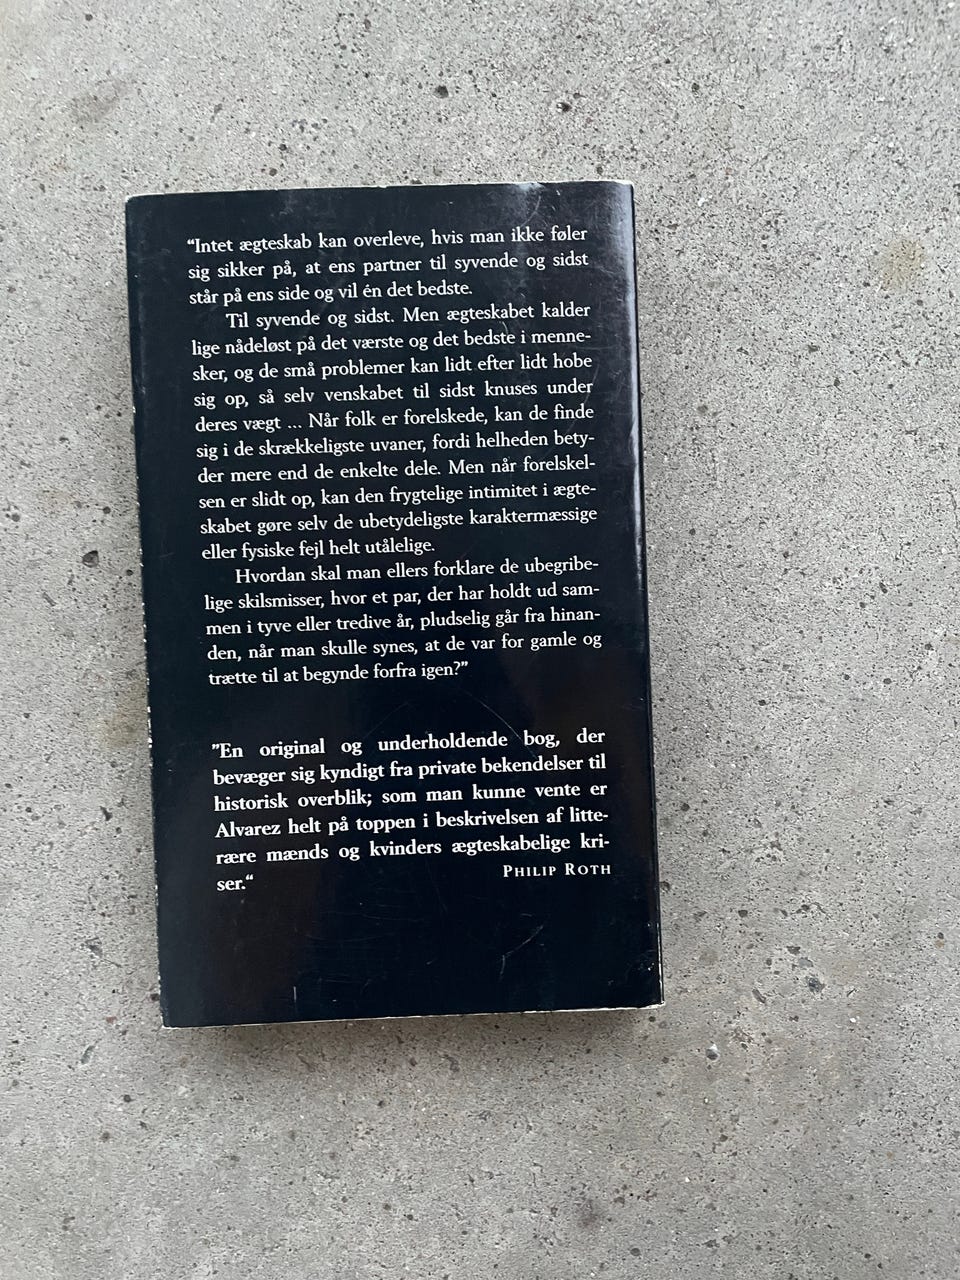 “Intet ægteskab kan overleve, hvis man ikke føler
sig sikker på, at ens partner til syvende og sidst
står på ens side og vil én det bedste.
Til syvende og sidst. Men ægteskabet kalder
lige nådeløst på det værste og det bedste i menne-
sker, og de små problemer kan lidt efter lidt hobe
sig op, så selv venskabet til sidst knuses under
deres vægt ... Når folk er forelskede, kan de finde
sig i de skrækkeligste uvaner, fordi helheden bety-
der mere end de enkelte dele. Men når forelskel-
sen er slidt op, kan den frygtelige intimitet i ægte-
skabet gøre selv de ubetydeligste karaktermæssige
eller fysiske fejl helt utålelige.
Hvordan skal man ellers forklare de ubegribe-
lige skilsmisser, hvor et par, der har holdt ud sam-
men i tyve eller tredive år, pludselig går fra hinan-
den, når man skulle synes, at de var for gamle og
trætte til at begynde forfra igen?”
”En original og underholdende bog, der
bevæger sig kyndigt fra private bekendelser til
historisk overblik; som man kunne vente er
Alvarez helt på toppen i beskrivelsen af litte-
rære mænds og kvinders ægteskabelige kri-
ser.“ PHILIP ROTH